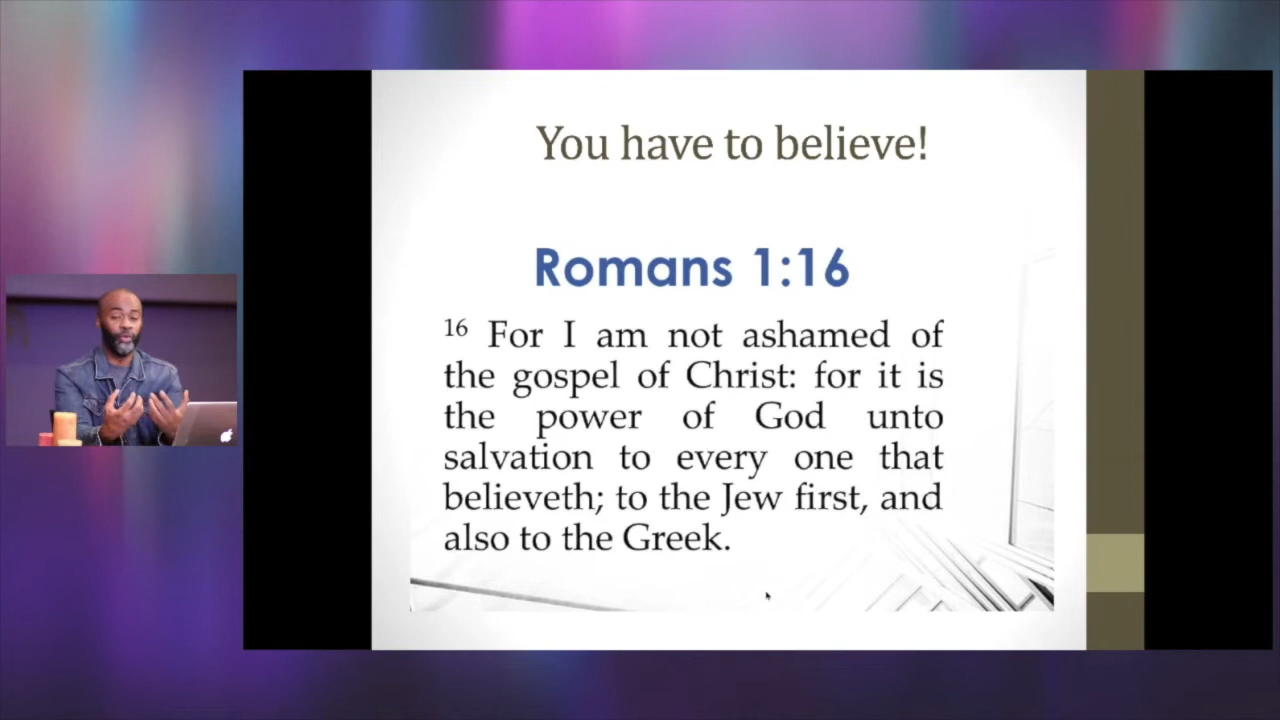 You have to believe!
Romans 1:16
16 For I am not ashamed of
the gospel of Christ: for it is
the power of God unto
salvation to every one that
believeth; to the Jew first, and
also to the Greek.